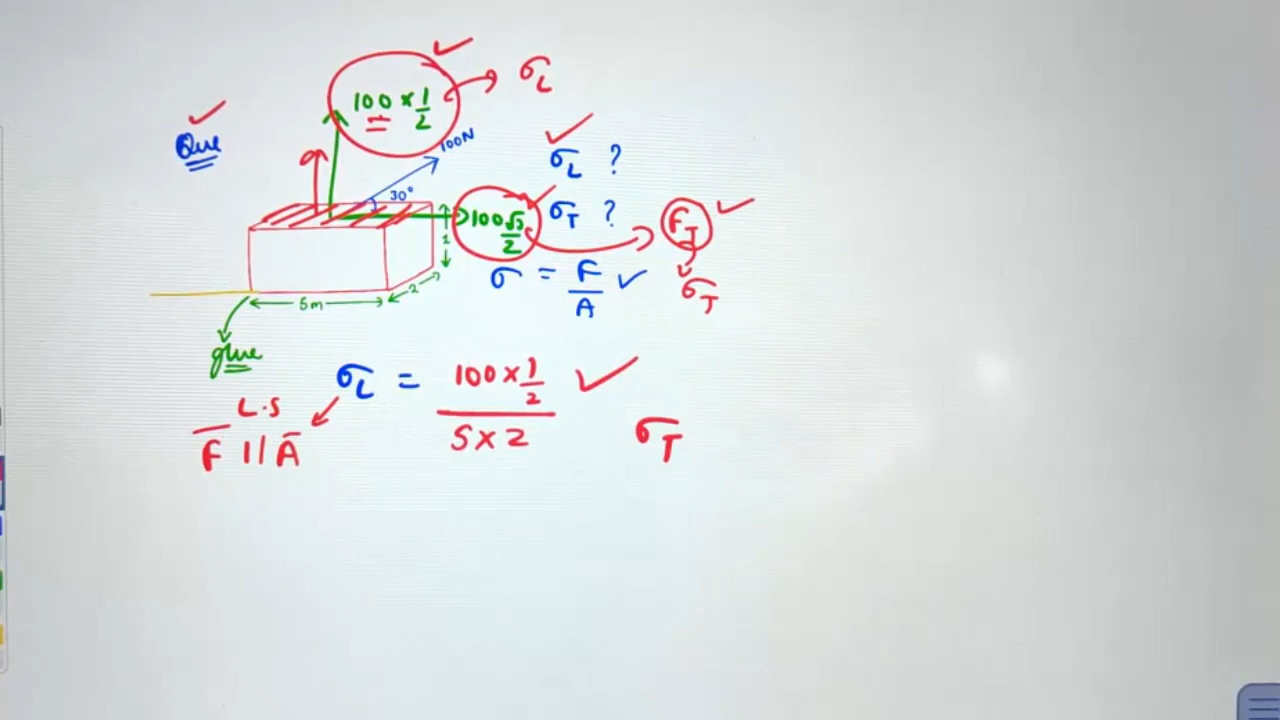 100 × 1/2
σL
Que
100N
σL ?
30°
100√3/2
σT ?
FT
1
σ = F/A
σT
2
5m
glue
σL = 100 × 1/2 / 5 × 2
L.S
F || A
σT